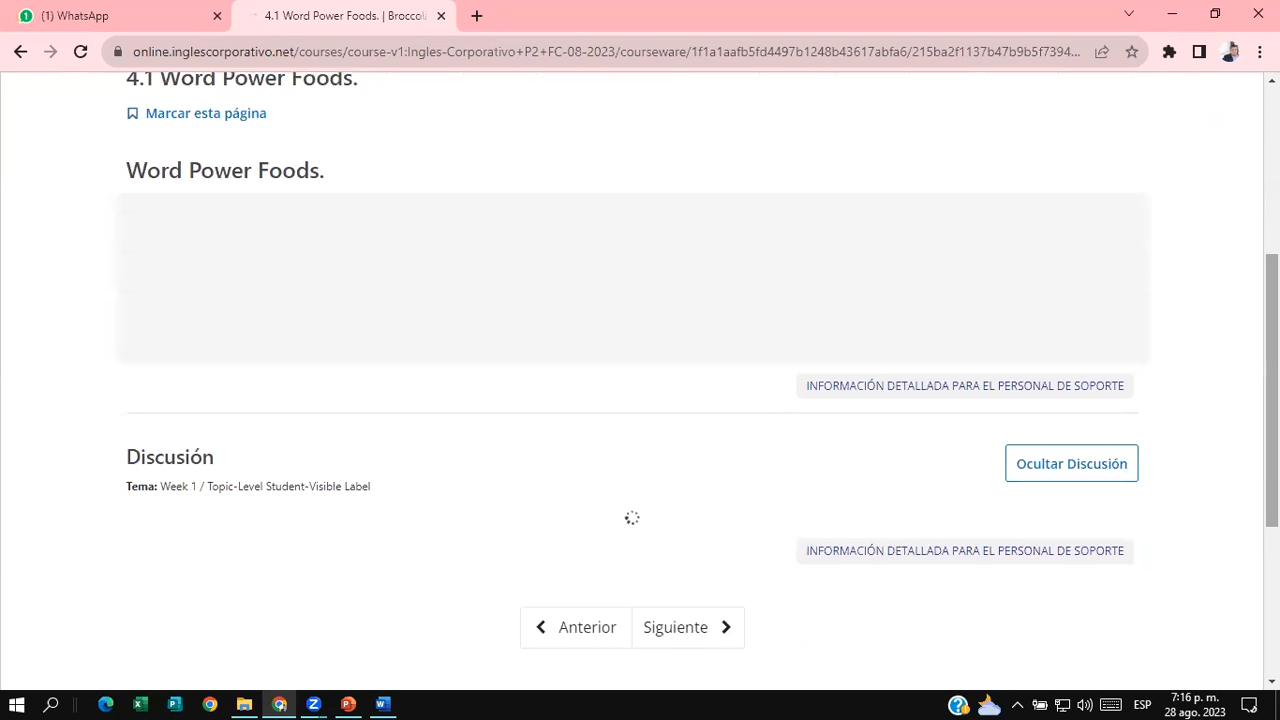 (1) WhatsApp
4.1 Word Power Foods. | Broccoli
online.inglescorporativo.net/courses/course-v1:Ingles-Corporativo+P2+FC-08-2023/courseware/1f1a1aafb5fd4497b1248b43617abfa6/215ba2f1137b47b9b5f7394...
4.1 Word Power Foods.
Marcar esta página
Word Power Foods.
INFORMACIÓN DETALLADA PARA EL PERSONAL DE SOPORTE
Discusión
Ocultar Discusión
Tema: Week 1 / Topic-Level Student-Visible Label
INFORMACIÓN DETALLADA PARA EL PERSONAL DE SOPORTE
Anterior
Siguiente
ESP
7:16 p. m.
28 ago. 2023